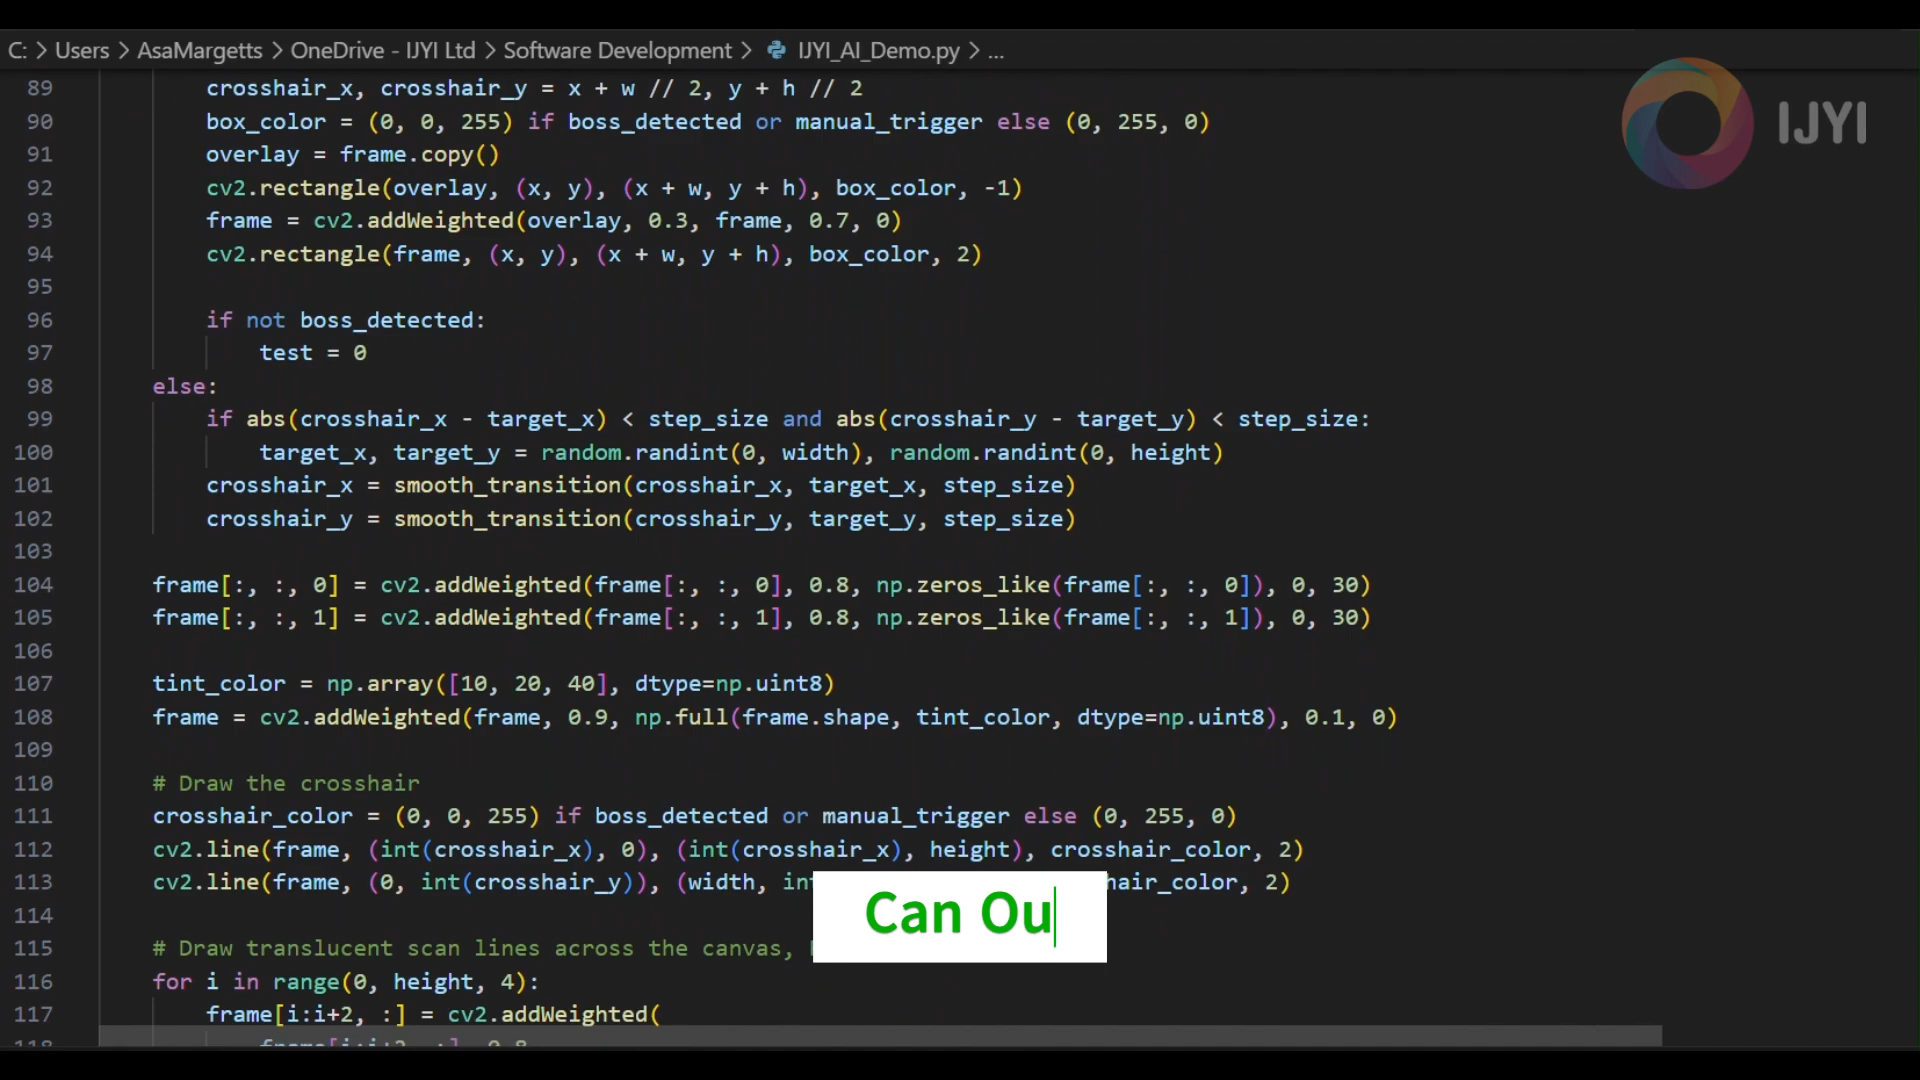 C: > Users > AsaMargetts > OneDrive - IJYI Ltd > Software Development > IJYI_AI_Demo.py > ...
IJYI
89 crosshair_x, crosshair_y = x + w // 2, y + h // 2
90 box_color = (0, 0, 255) if boss_detected or manual_trigger else (0, 255, 0)
91 overlay = frame.copy()
92 cv2.rectangle(overlay, (x, y), (x + w, y + h), box_color, -1)
93 frame = cv2.addWeighted(overlay, 0.3, frame, 0.7, 0)
94 cv2.rectangle(frame, (x, y), (x + w, y + h), box_color, 2)
95
96 if not boss_detected:
97 test = 0
98 else:
99 if abs(crosshair_x - target_x) < step_size and abs(crosshair_y - target_y) < step_size:
100 target_x, target_y = random.randint(0, width), random.randint(0, height)
101 crosshair_x = smooth_transition(crosshair_x, target_x, step_size)
102 crosshair_y = smooth_transition(crosshair_y, target_y, step_size)
103
104 frame[:, :, 0] = cv2.addWeighted(frame[:, :, 0], 0.8, np.zeros_like(frame[:, :, 0]), 0, 30)
105 frame[:, :, 1] = cv2.addWeighted(frame[:, :, 1], 0.8, np.zeros_like(frame[:, :, 1]), 0, 30)
106
107 tint_color = np.array([10, 20, 40], dtype=np.uint8)
108 frame = cv2.addWeighted(frame, 0.9, np.full(frame.shape, tint_color, dtype=np.uint8), 0.1, 0)
109
110 # Draw the crosshair
111 crosshair_color = (0, 0, 255) if boss_detected or manual_trigger else (0, 255, 0)
112 cv2.line(frame, (int(crosshair_x), 0), (int(crosshair_x), height), crosshair_color, 2)
113 cv2.line(frame, (0, int(crosshair_y)), (width, in hair_color, 2)
Can Ou
114
115 # Draw translucent scan lines across the canvas,
116 for i in range(0, height, 4):
117 frame[i:i+2, :] = cv2.addWeighted(